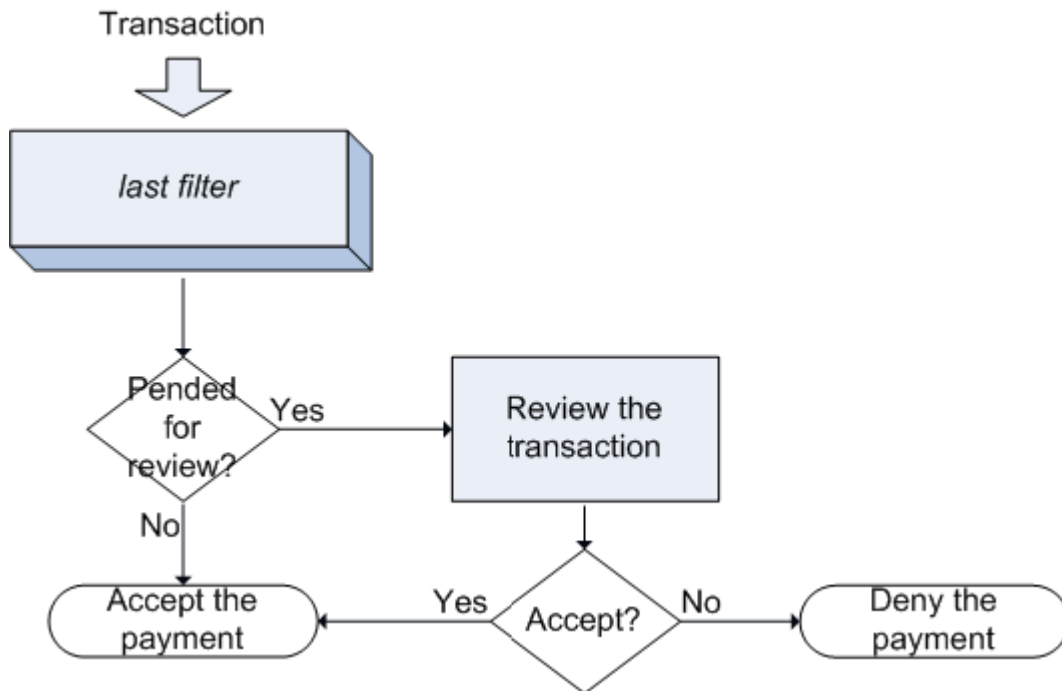 Transaction
last filter
Pended
for
review?
Yes
Review the
transaction
No
Accept the
payment
Yes
Accept?
No
Deny the
payment